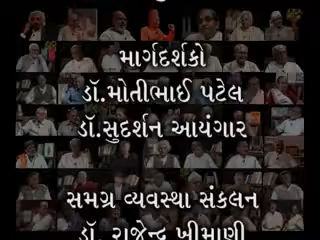 માર્ગદર્શકો
ડૉ.મોતીભાઈ પટેલ
ડૉ.સુદર્શન આયંગાર
સમગ્ર વ્યવસ્થા સંકલન
ડૉ. રાજેન્દ્ર ખીમાણી